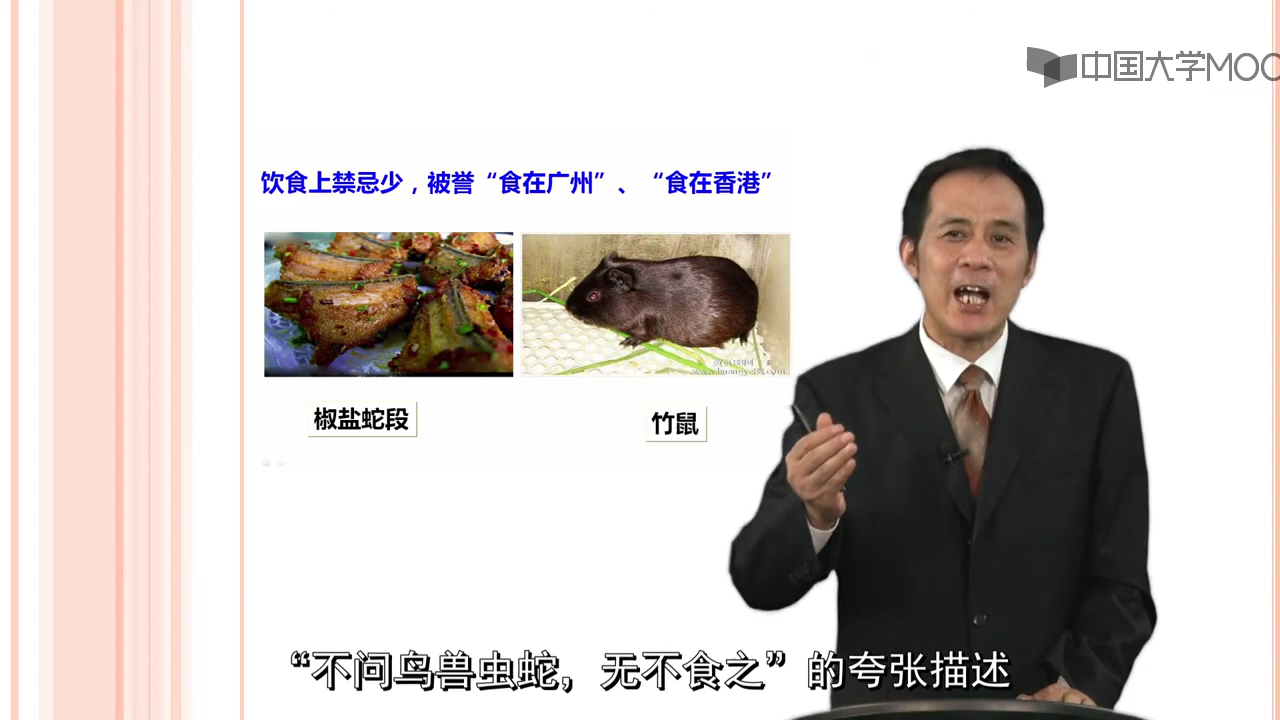 中国大学MOO
饮食上禁忌少，被誉“食在广州”、“食在香港”
椒盐蛇段
竹鼠
“不问鸟兽虫蛇，无不食之”的夸张描述